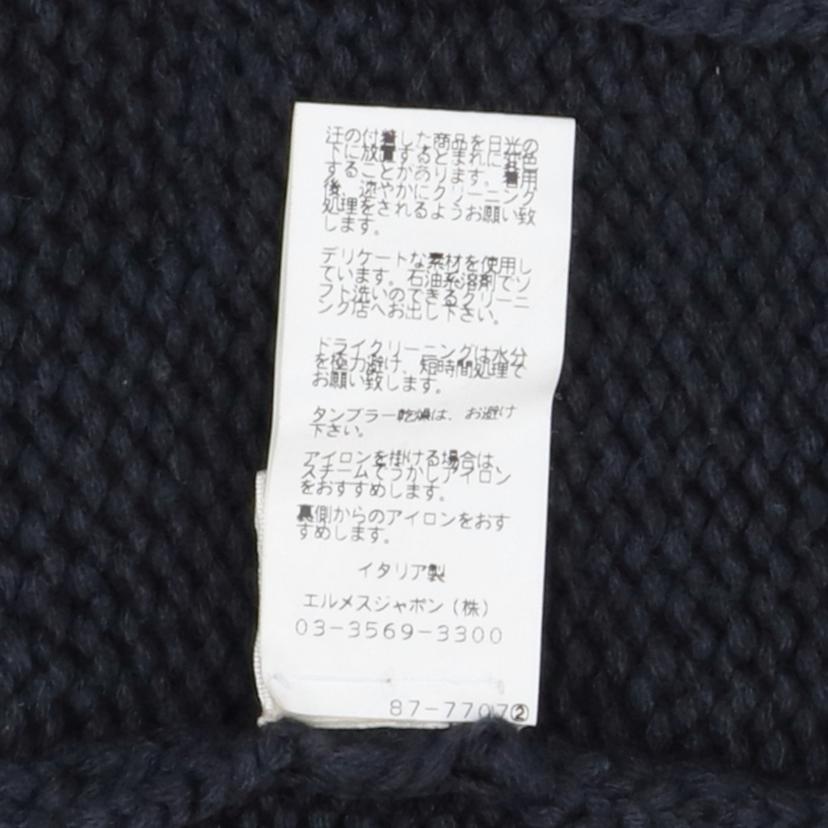 汗の付着した商品を日光の
下に放置するとまれに変色
することがあります。着用
後、速やかにクリーニング
処理をされるようお願い致
します。
デリケートな素材を使用し
ています。石油系溶剤でソ
フト洗いのできるクリーニ
ング店へお出し下さい。
ドライクリーニングは水分
を極力避け、短時間処理で
お願い致します。
タンブラー乾燥は、お避け
下さい。
アイロンを掛ける場合は
スチームでうかしアイロン
をおすすめします。
裏側からのアイロンをおす
すめします。
イタリア製
エルメスジャポン(株)
03-3569-3300
87-7707②